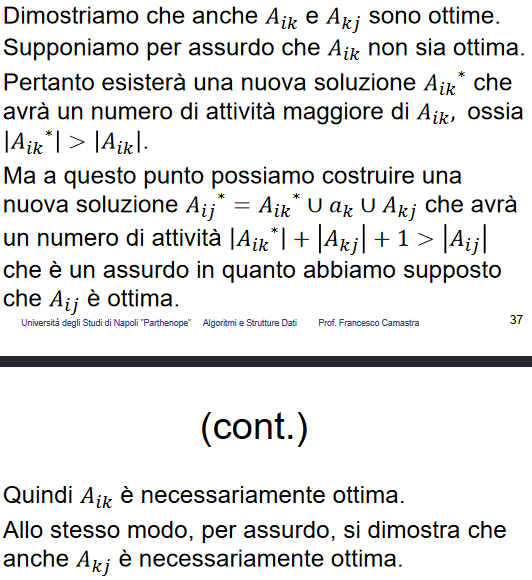 Dimostriamo che anche A_{ik} e A_{kj} sono ottime.
Supponiamo per assurdo che A_{ik} non sia ottima.
Pertanto esisterà una nuova soluzione A_{ik}^* che
avrà un numero di attività maggiore di A_{ik}, ossia
|A_{ik}^*| > |A_{ik}|.
Ma a questo punto possiamo costruire una
nuova soluzione A_{ij}^* = A_{ik}^* ∪ a_k ∪ A_{kj} che avrà
un numero di attività |A_{ik}^*| + |A_{kj}| + 1 > |A_{ij}|
che è un assurdo in quanto abbiamo supposto
che A_{ij} è ottima.
Università degli Studi di Napoli "Parthenope" Algoritmi e Strutture Dati Prof. Francesco Camastra 37
(cont.)
Quindi A_{ik} è necessariamente ottima.
Allo stesso modo, per assurdo, si dimostra che
anche A_{kj} è necessariamente ottima.